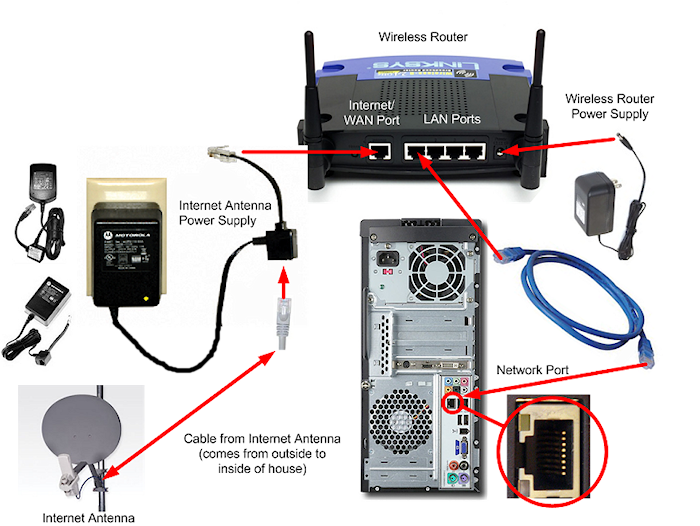 Wireless Router
LINKSYS
Internet/
WAN Port
LAN Ports
Wireless Router
Power Supply
Internet Antenna
Power Supply
MOTOROLA
Network Port
Cable from Internet Antenna
(comes from outside to
inside of house)
Internet Antenna